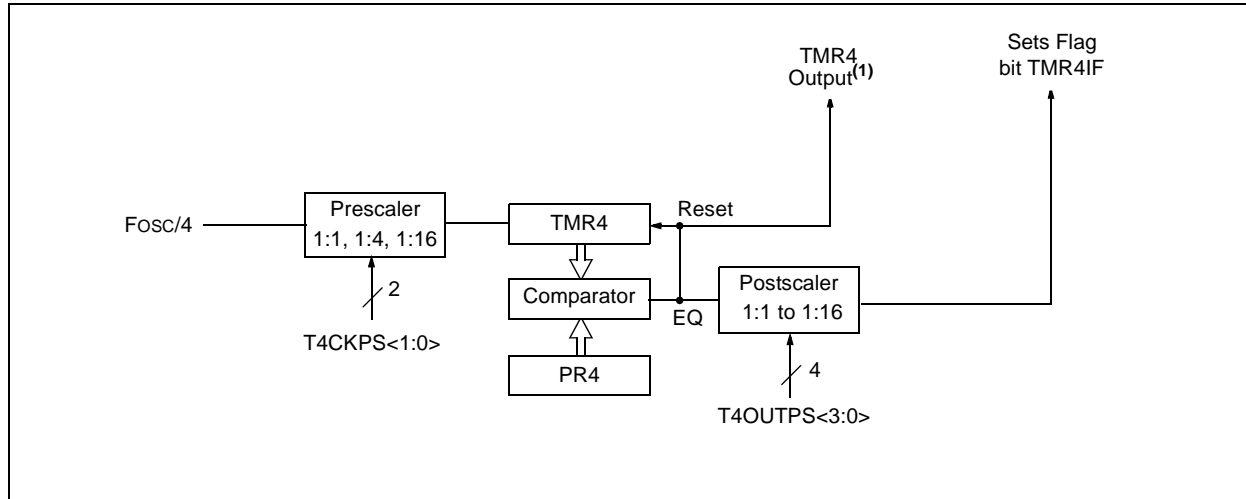 TMR4
Output(1)
Sets Flag
bit TMR4IF
FOSC/4
Prescaler
1:1, 1:4, 1:16
2
T4CKPS<1:0>
TMR4
Reset
Comparator
EQ
PR4
Postscaler
1:1 to 1:16
4
T4OUTPS<3:0>